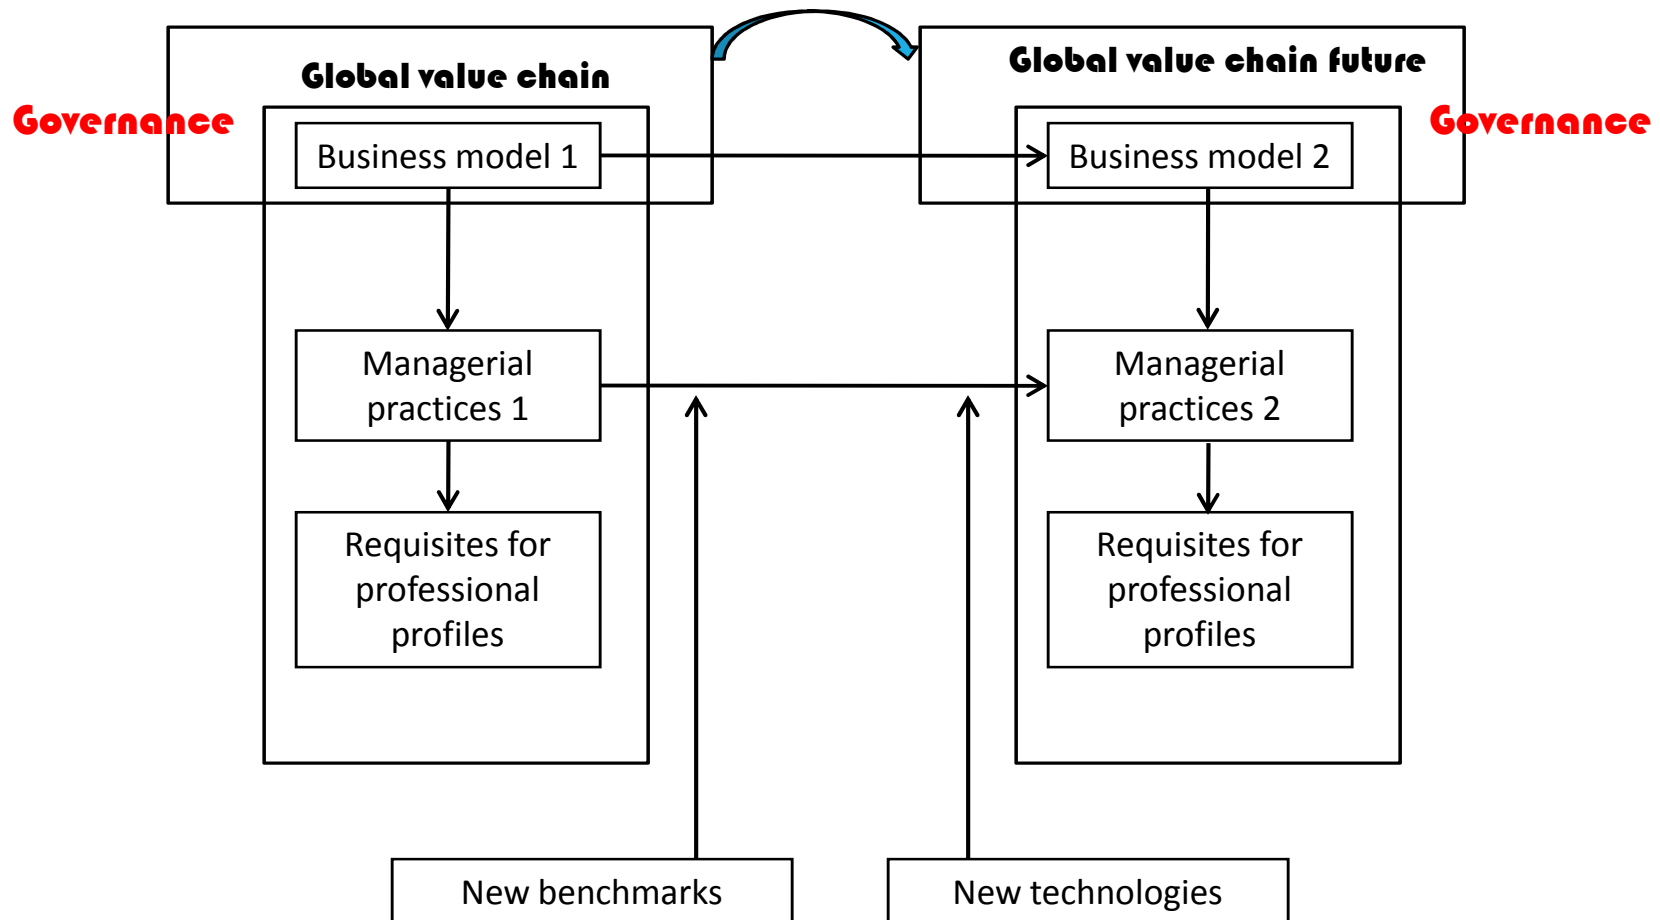 Global value chain
Global value chain future
Governance
Governance
Business model 1
Business model 2
Managerial
practices 1
Managerial
practices 2
Requisites for
professional
profiles
Requisites for
professional
profiles
New benchmarks
New technologies